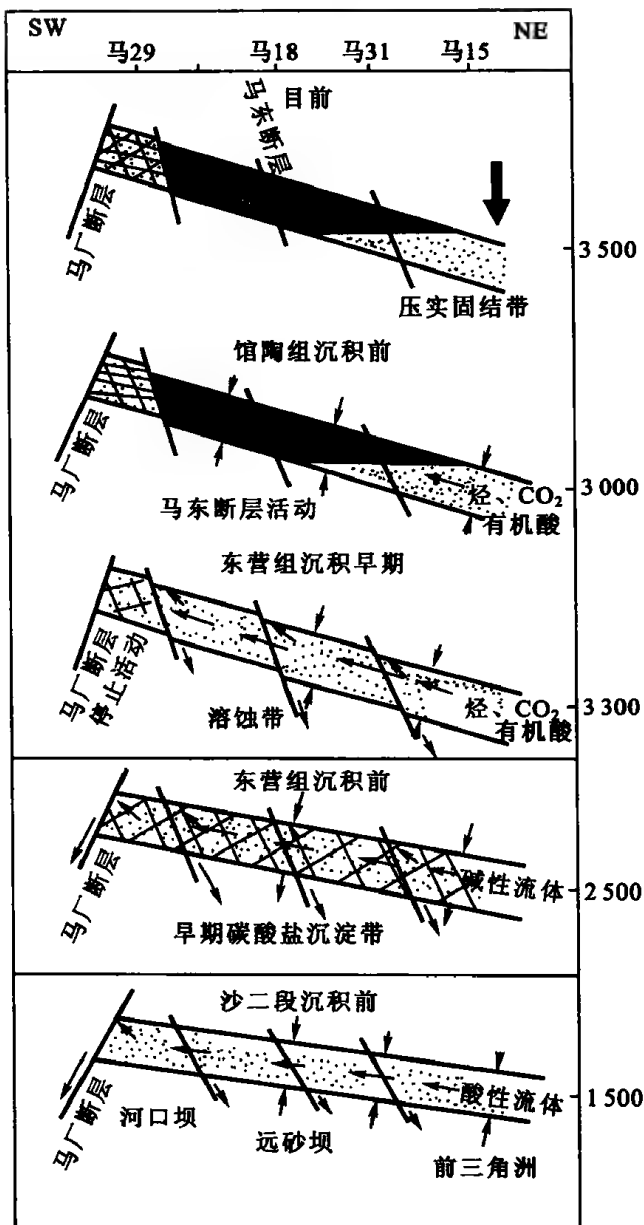 SW NE
马29 马18 马31 马15
目前
马东断层
马厂断层
3 500
压实固结带
馆陶组沉积前
马厂断层
3 000
烃、CO₂
有机酸
马东断层活动
东营组沉积早期
马厂断层
停止活动
3 300
烃、CO₂
有机酸
溶蚀带
东营组沉积前
马厂断层
碱性流体
2 500
早期碳酸盐沉淀带
沙二段沉积前
马厂断层
酸性流体
1 500
河口坝
远砂坝
前三角洲